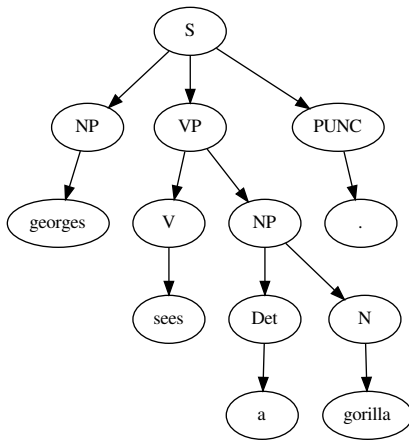 S
NP VP PUNC
georges V NP .
sees Det N
a gorilla